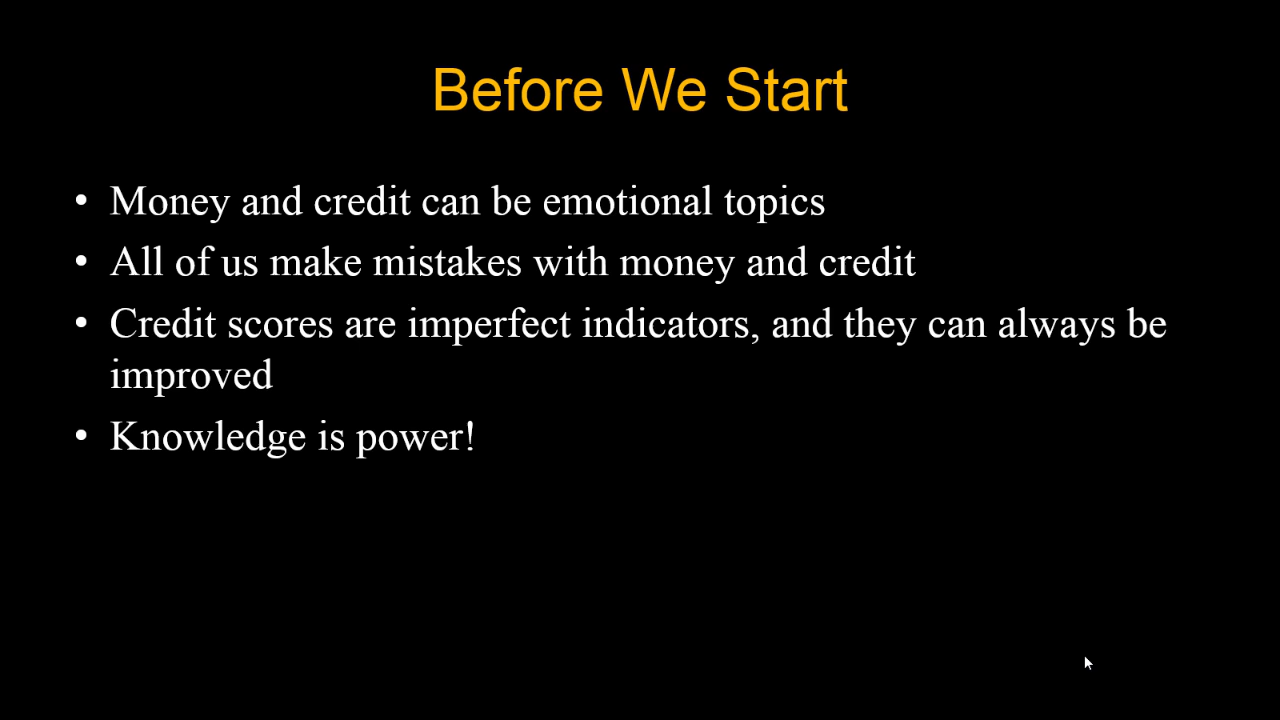 Before We Start
• Money and credit can be emotional topics
• All of us make mistakes with money and credit
• Credit scores are imperfect indicators, and they can always be
improved
• Knowledge is power!